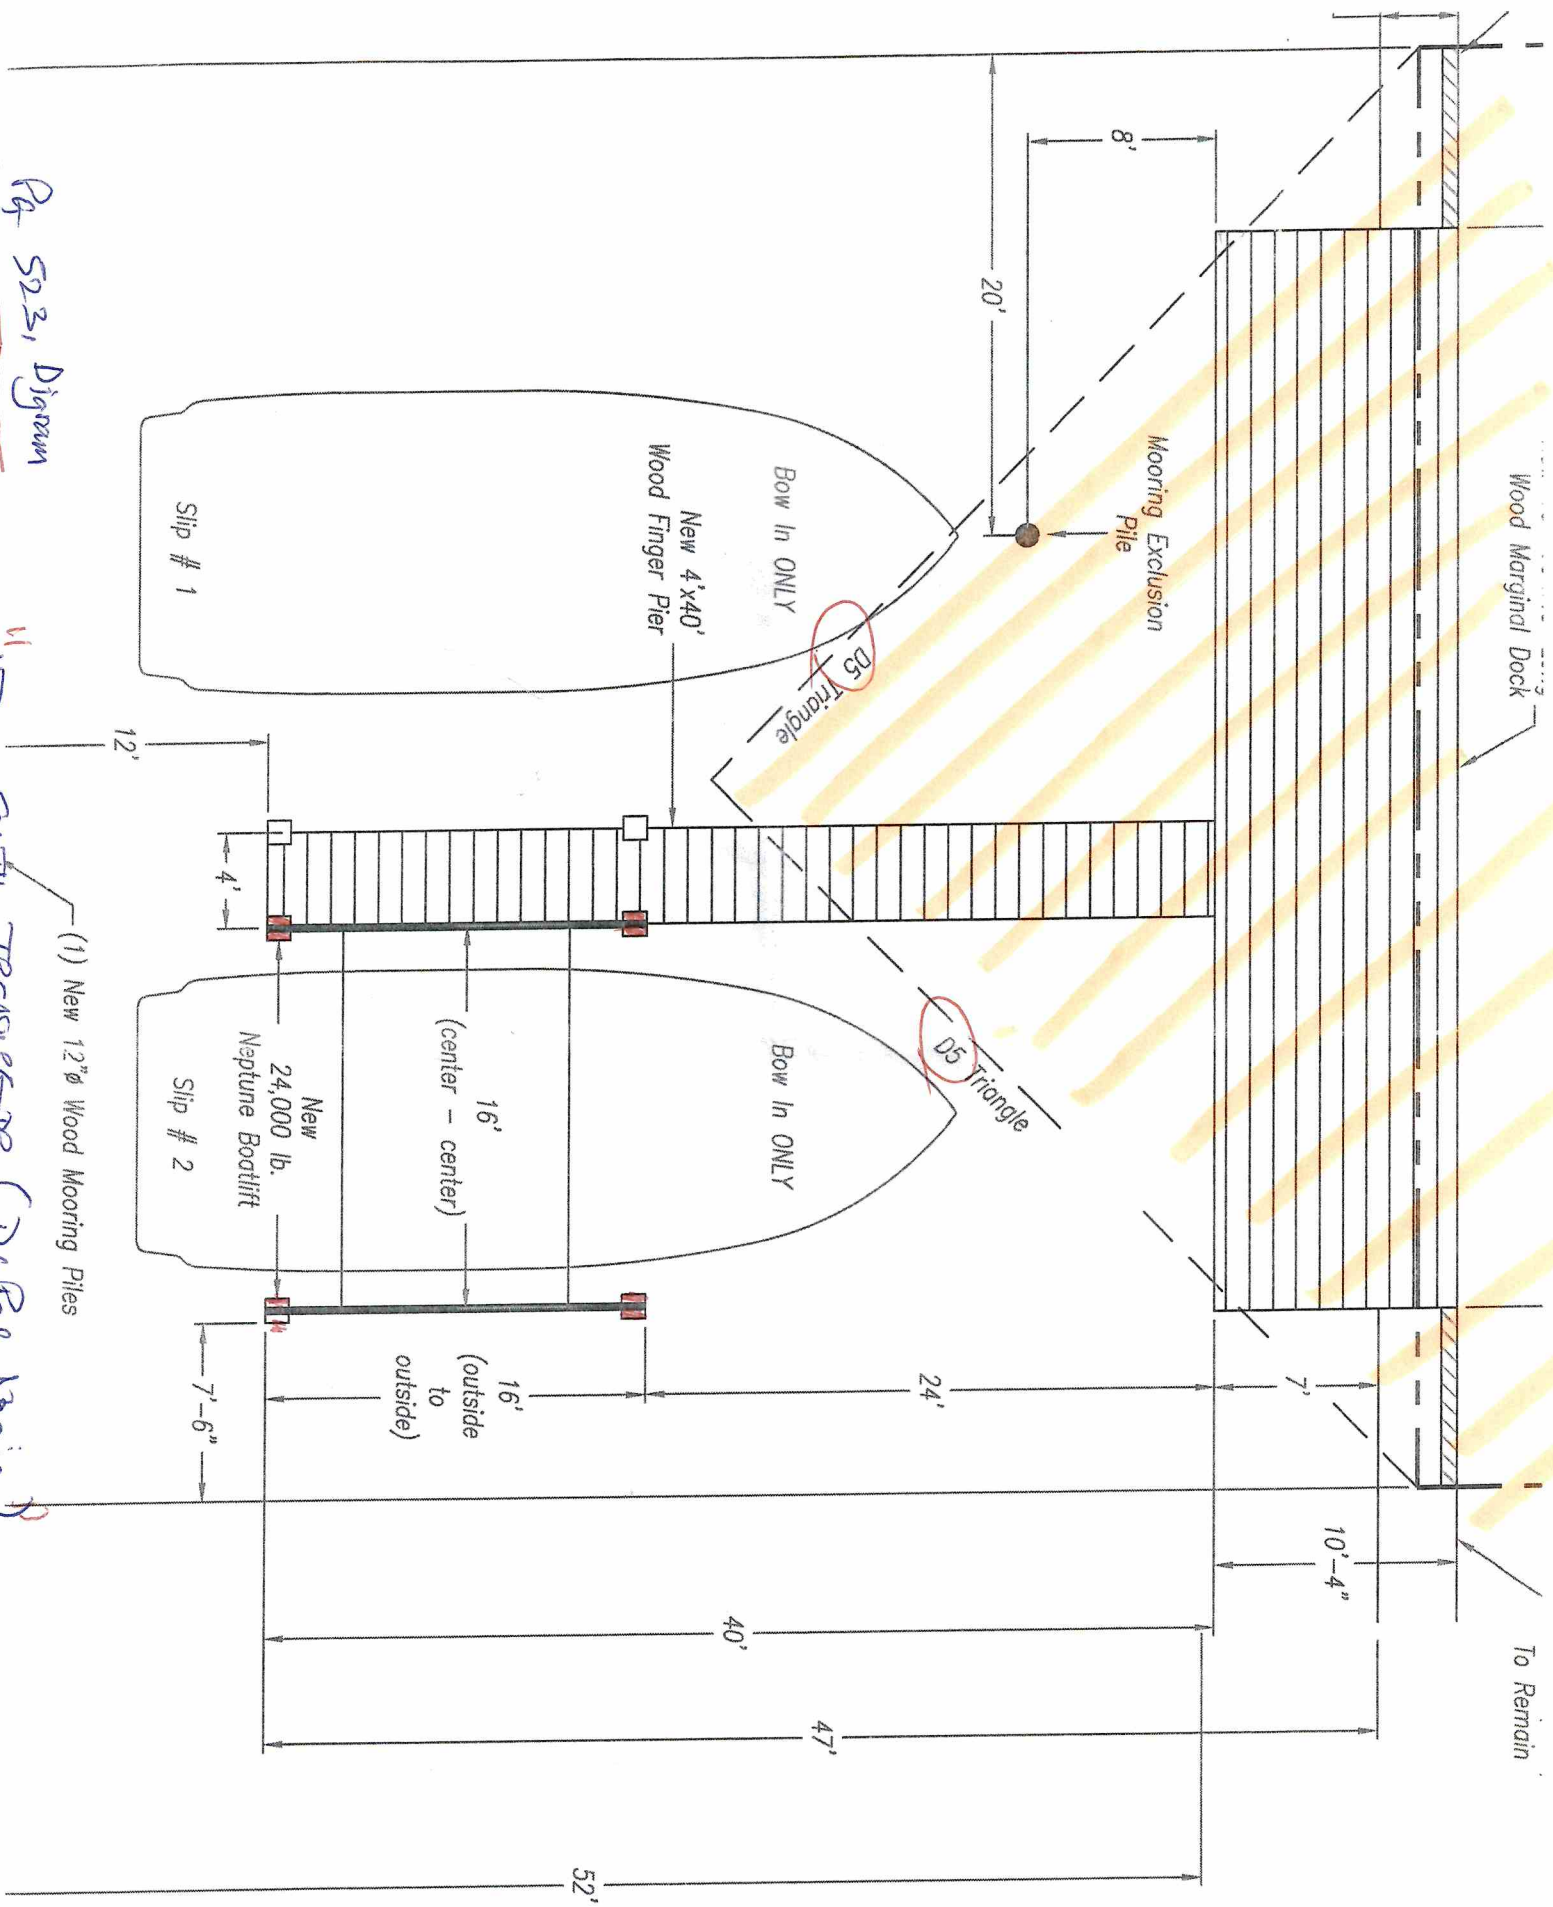 To Remain
Wood Marginal Dock
10'-4"
7'
8'
Mooring Exclusion
Pile
20'
D5 Triangle
D5 Triangle
24'
40'
47'
52'
Bow In ONLY
Bow In ONLY
New 4'x40'
Wood Finger Pier
16'
(center - center)
16'
(outside
to
outside)
New
24,000 lb.
Neptune Boatlift
4'
7'-6"
Slip # 1
Slip # 2
12'
(1) New 12"ø Wood Mooring Piles
Pg 523, Digram